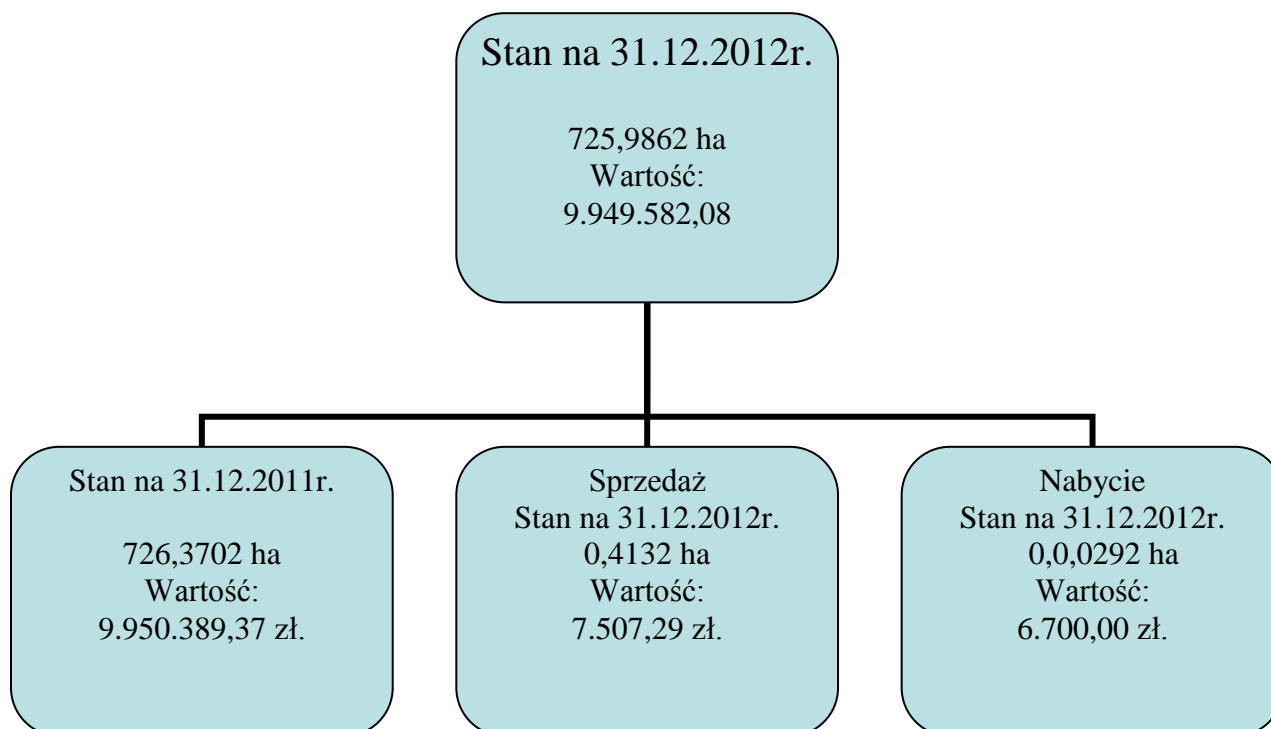 Stan na 31.12.2012r.
725,9862 ha
Wartość:
9.949.582,08
Stan na 31.12.2011r.
726,3702 ha
Wartość:
9.950.389,37 zł.
Sprzedaż
Stan na 31.12.2012r.
0,4132 ha
Wartość:
7.507,29 zł.
Nabycie
Stan na 31.12.2012r.
0,0,0292 ha
Wartość:
6.700,00 zł.